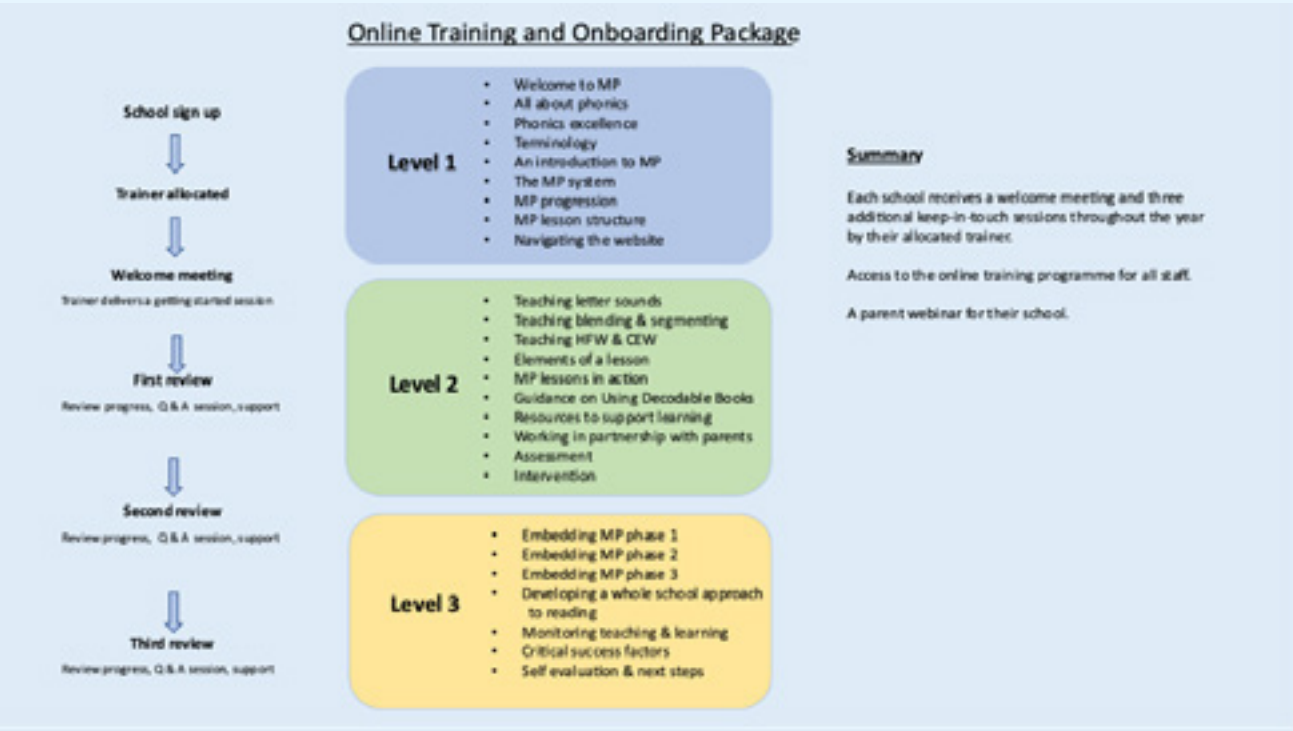 Online Training and Onboarding Package
School sign up
Trainer allocated
Welcome meeting
Trainer delivers a getting started session
First review
Review progress, Q & A session, support
Second review
Review progress, Q & A session, support
Third review
Review progress, Q & A session, support
Level 1
• Welcome to MP
• All about phonics
• Phonics excellence
• Terminology
• An introduction to MP
• The MP system
• MP progression
• MP lesson structure
• Navigating the website
Level 2
• Teaching letter sounds
• Teaching blending & segmenting
• Teaching HFW & CEW
• Elements of a lesson
• MP lessons in action
• Guidance on Using Decodable Books
• Resources to support learning
• Working in partnership with parents
• Assessment
• Intervention
Level 3
• Embedding MP phase 1
• Embedding MP phase 2
• Embedding MP phase 3
• Developing a whole school approach
to reading
• Monitoring teaching & learning
• Critical success factors
• Self evaluation & next steps
Summary
Each school receives a welcome meeting and three
additional keep-in-touch sessions throughout the year
by their allocated trainer.
Access to the online training programme for all staff.
A parent webinar for their school.